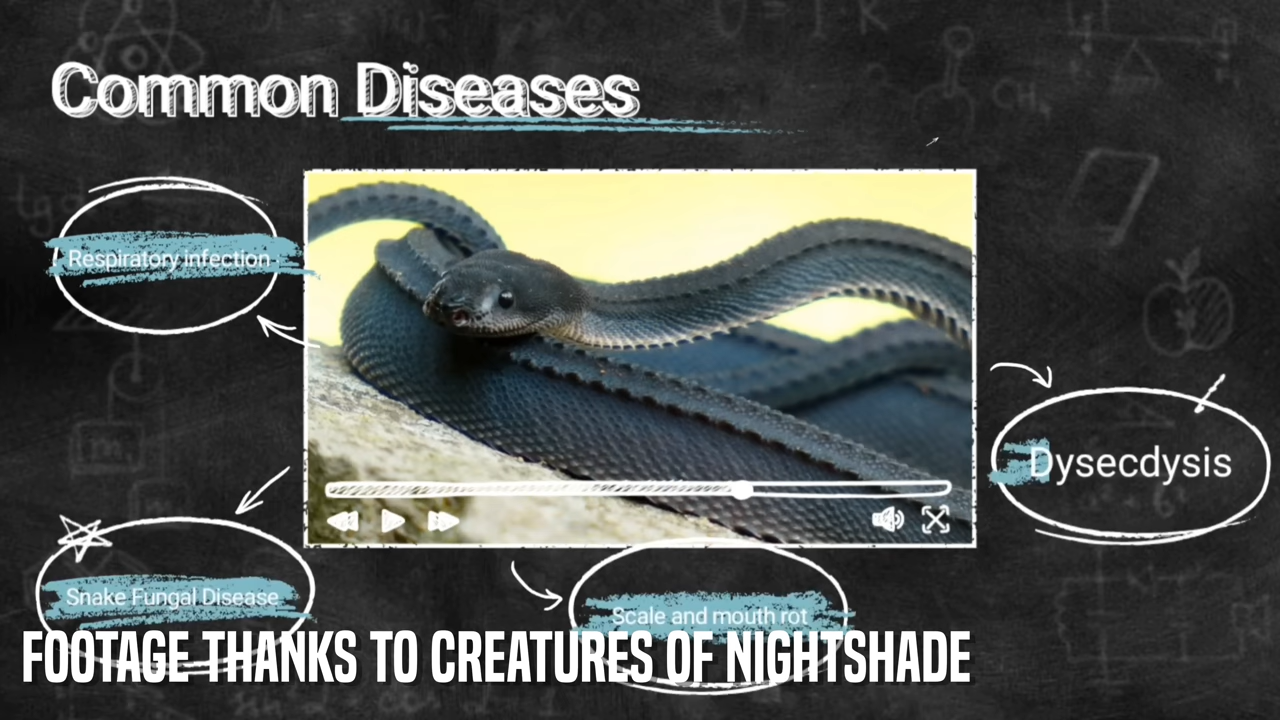 Common Diseases
Respiratory infection
Dysecdysis
Snake Fungal Disease
Scale and mouth rot
FOOTAGE THANKS TO CREATURES OF NIGHTSHADE